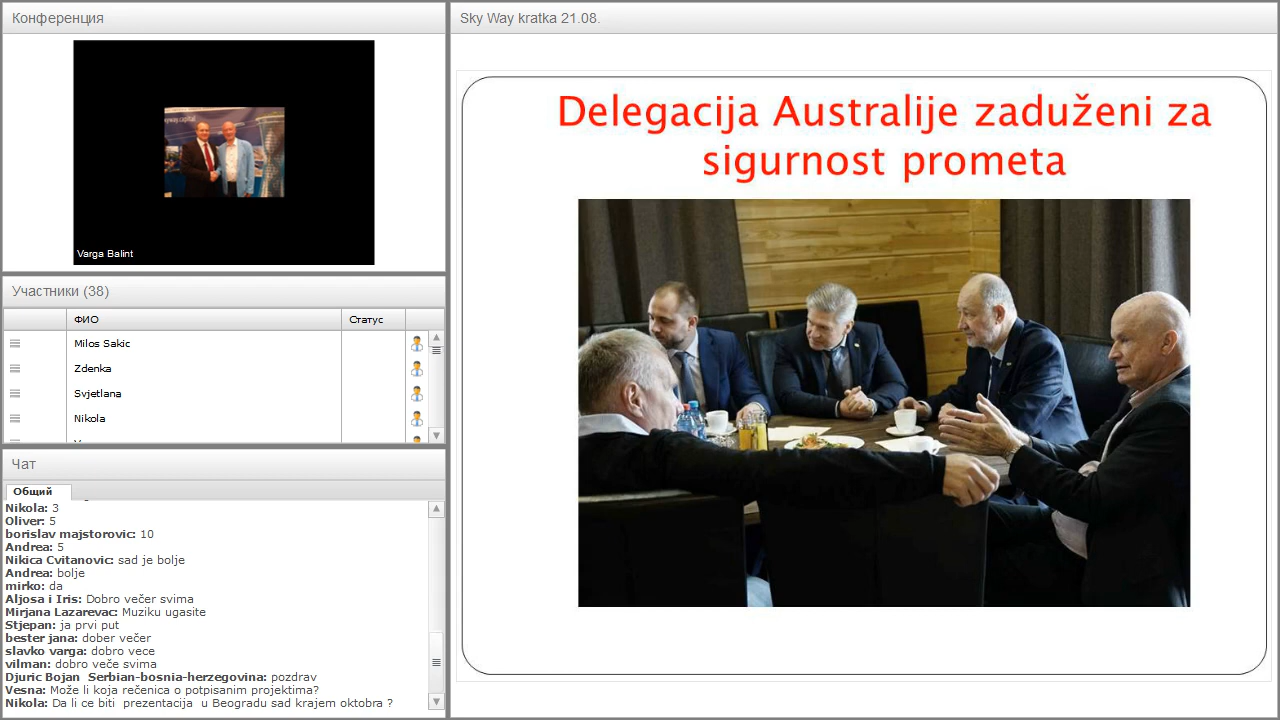 Конференция
Varga Balint
Участники (38)
ФИО
Статус
Milos Sakic
Zdenka
Svjetlana
Nikola
Чат
Общий
Nikola: 3
Oliver: 5
borislav majstorovic: 10
Andrea: 5
Nikica Cvitanovic: sad je bolje
Andrea: bolje
mirko: da
Aljosa i Iris: Dobro večer svima
Mirjana Lazarevac: Muziku ugasite
Stjepan: ja prvi put
bester jana: dober večer
slavko varga: dobro vece
vilman: dobro veče svima
Djuric Bojan  Serbian-bosnia-herzegovina: pozdrav
Vesna: Može li koja rečenica o potpisanim projektima?
Nikola: Da li ce biti  prezentacija  u Beogradu sad krajem oktobra ?
Sky Way kratka 21.08.
Delegacija Australije zaduženi za
sigurnost prometa